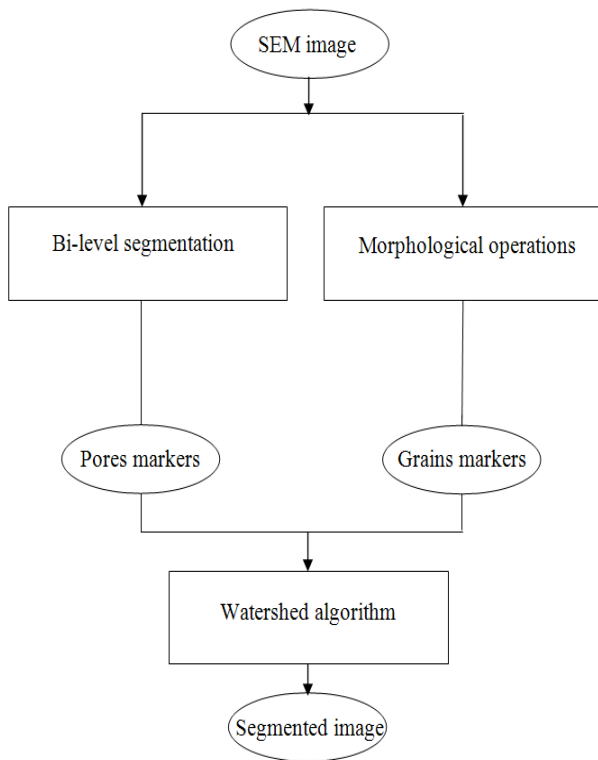 SEM image
Bi-level segmentation
Morphological operations
Pores markers
Grains markers
Watershed algorithm
Segmented image